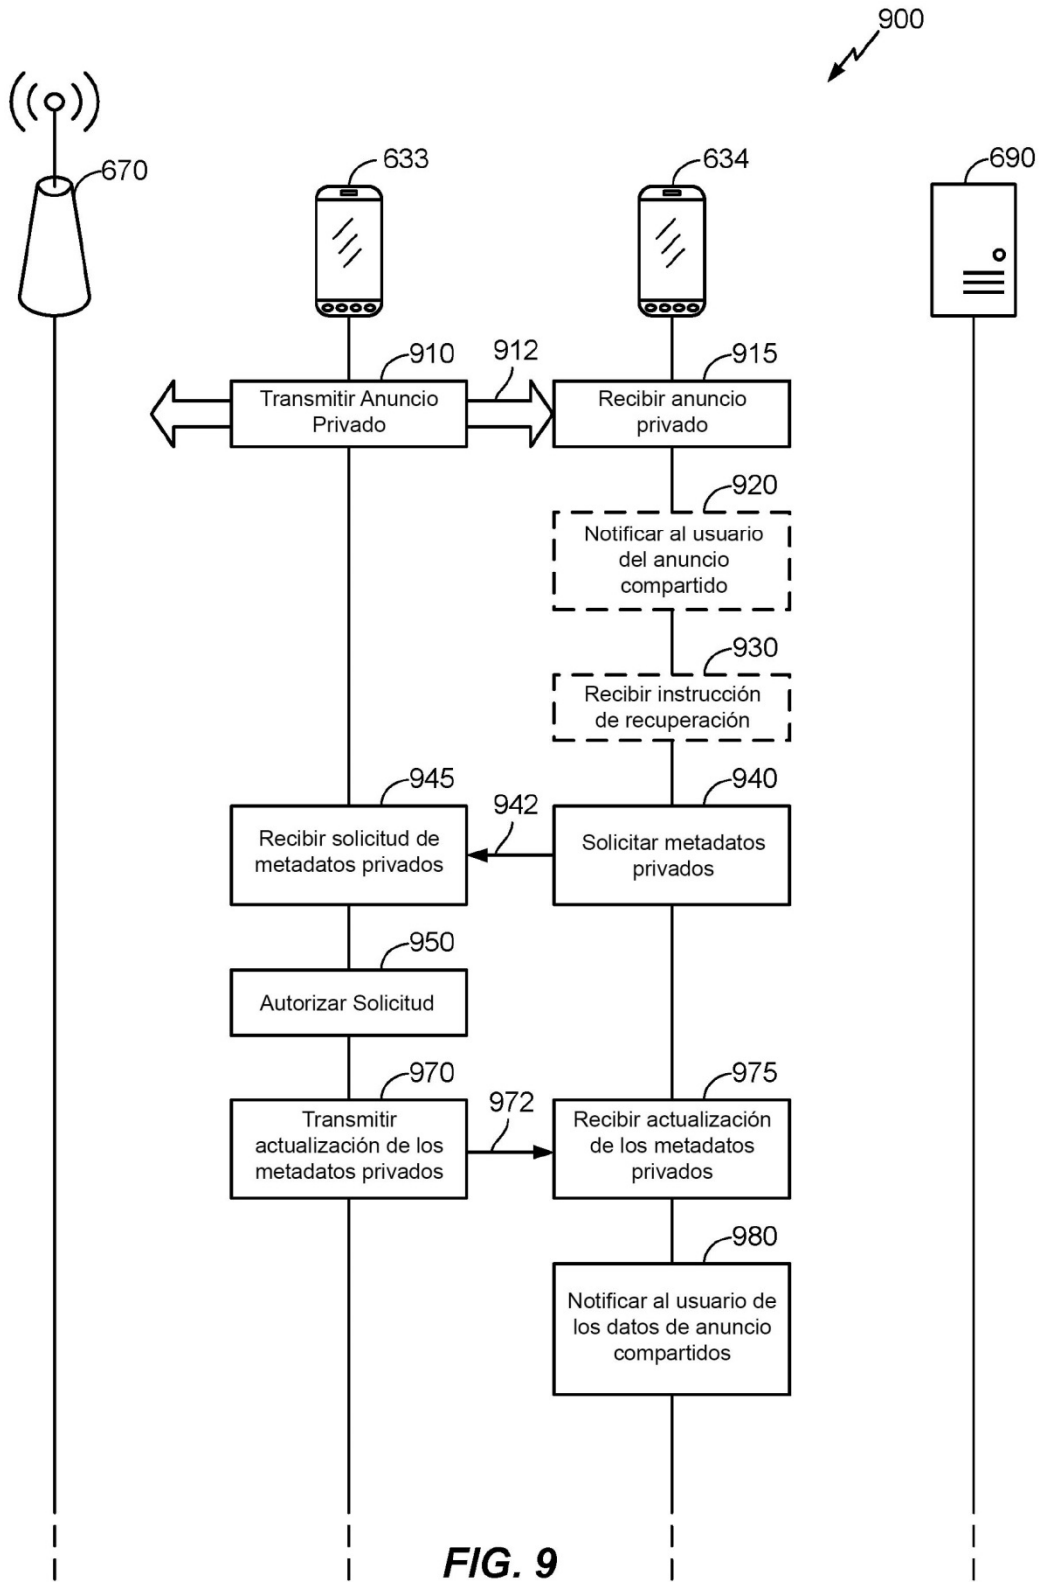 900
670
633
634
690
910
912
915
Transmitir Anuncio
Privado
Recibir anuncio
privado
920
Notificar al usuario
del anuncio
compartido
930
Recibir instrucción
de recuperación
945
942
940
Recibir solicitud de
metadatos privados
Solicitar metadatos
privados
950
Autorizar Solicitud
970
972
975
Transmitir
actualización de los
metadatos privados
Recibir actualización
de los metadatos
privados
980
Notificar al usuario de
los datos de anuncio
compartidos
FIG. 9